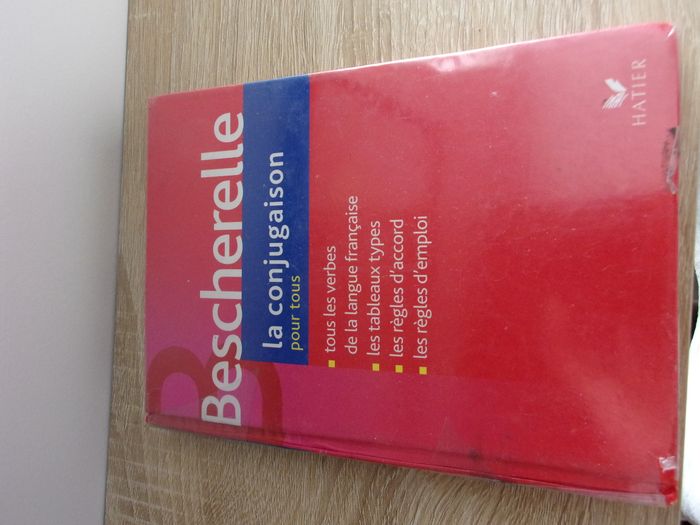 Bescherelle
la conjugaison
pour tous
tous les verbes
de la langue française
les tableaux types
les règles d'accord
les règles d'emploi
HATIER